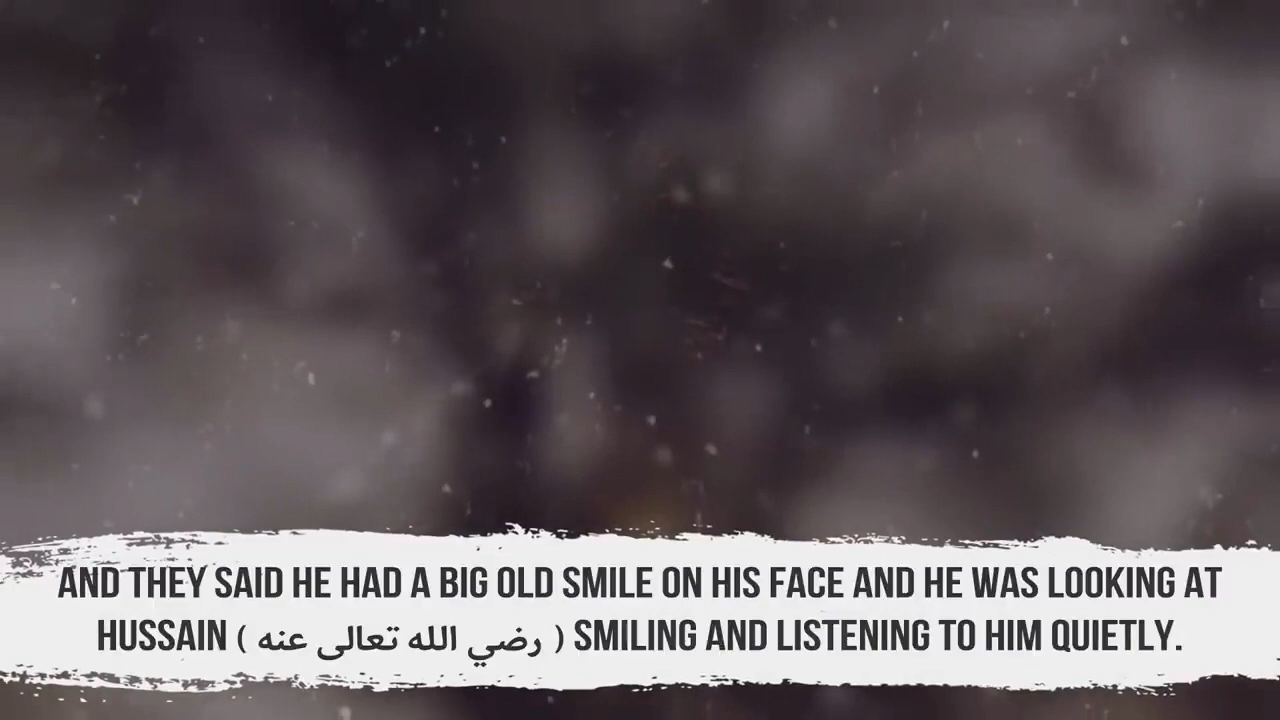 AND THEY SAID HE HAD A BIG OLD SMILE ON HIS FACE AND HE WAS LOOKING AT
HUSSAIN ( رضي الله تعالى عنه ) SMILING AND LISTENING TO HIM QUIETLY.